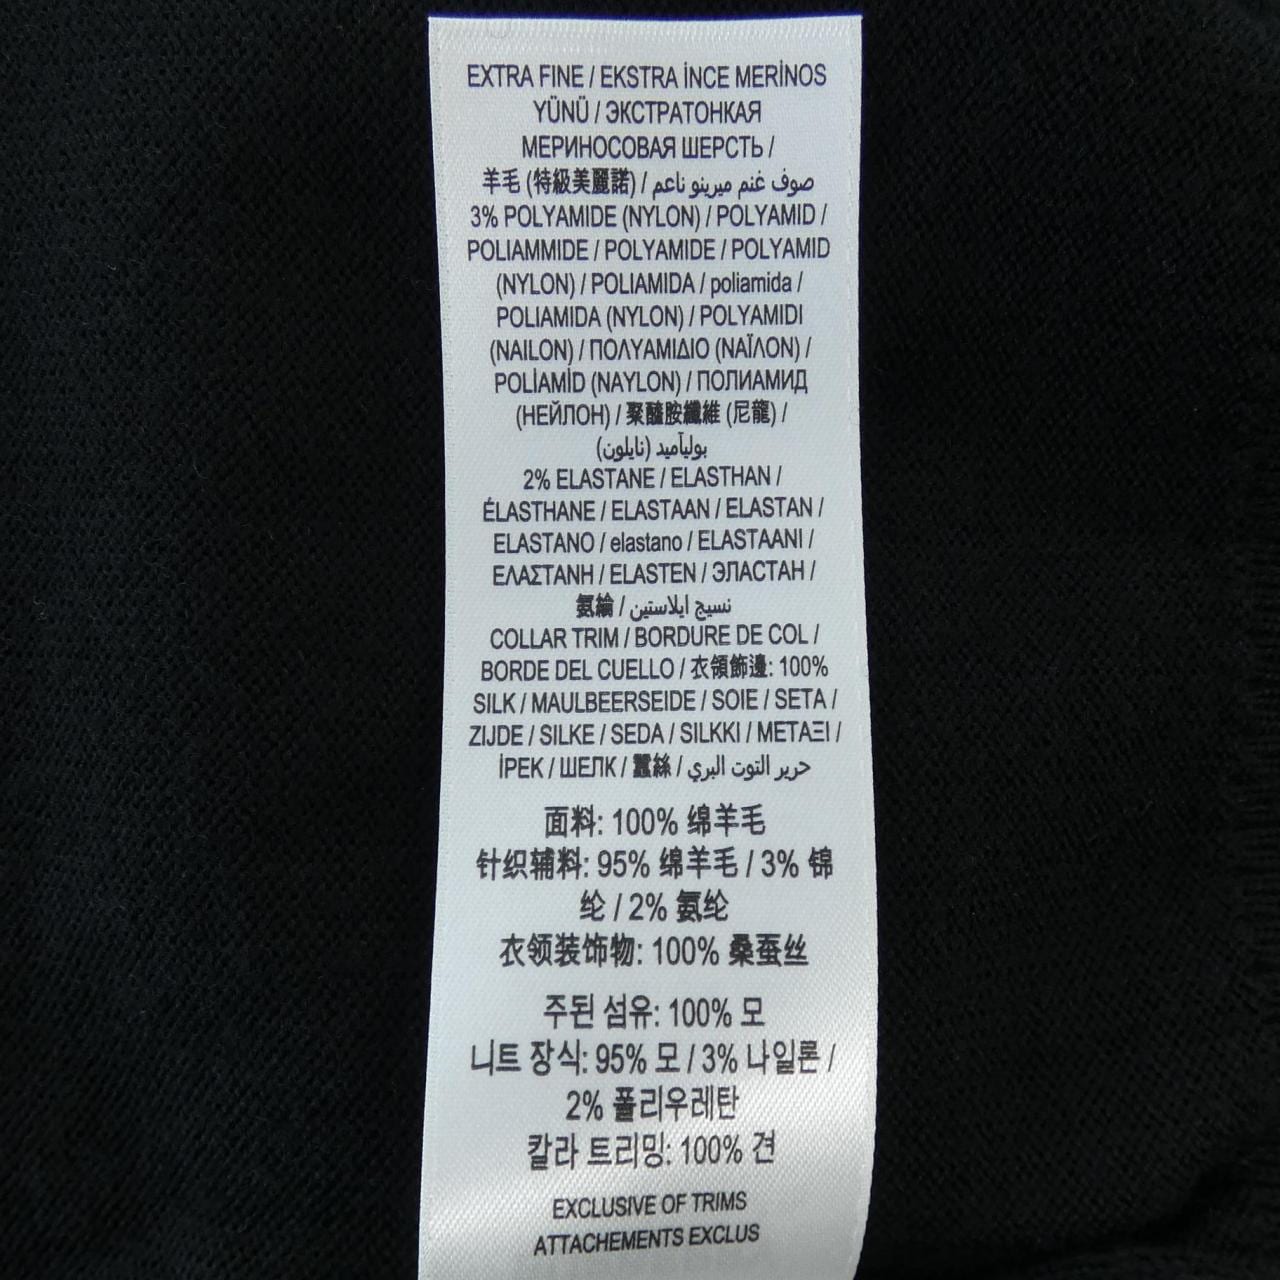 EXTRA FINE / EKSTRA İNCE MERİNOS
YÜNÜ / ЭКСТРАТОНКАЯ
МЕРИНОСОВАЯ ШЕРСТЬ /
羊毛 (特級美麗諾) / صوف غنم ميرينو ناعم
3% POLYAMIDE (NYLON) / POLYAMID /
POLIAMMIDE / POLYAMIDE / POLYAMID
(NYLON) / POLIAMIDA / poliamida /
POLIAMIDA (NYLON) / POLYAMIDI
(NAILON) / ΠΟΛΥΑΜΙΔΙΟ (ΝΑΪΛΟΝ) /
POLİAMİD (NAYLON) / ПОЛИАМИД
(НЕЙЛОН) / 聚醯胺纖維 (尼龍) /
بوليآميد (نايلون)
2% ELASTANE / ELASTHAN /
ÉLASTHANE / ELASTAAN / ELASTAN /
ELASTANO / elastano / ELASTAANI /
ΕΛΑΣΤΑΝΗ / ELASTEN / ЭЛАСТАН /
氨綸 / نسيج ايلاستين
COLLAR TRIM / BORDURE DE COL /
BORDE DEL CUELLO / 衣領飾邊: 100%
SILK / MAULBEERSEIDE / SOIE / SETA /
ZIJDE / SILKE / SEDA / SILKKI / ΜΕΤΑΞΙ /
İPEK / ШЕЛК / 蠶絲 / حرير التوت البري
面料: 100% 绵羊毛
针织辅料: 95% 绵羊毛 / 3% 锦
纶 / 2% 氨纶
衣领装饰物: 100% 桑蚕丝
주된 섬유: 100% 모
니트 장식: 95% 모 / 3% 나일론 /
2% 폴리우레탄
칼라 트리밍: 100% 견
EXCLUSIVE OF TRIMS
ATTACHEMENTS EXCLUS